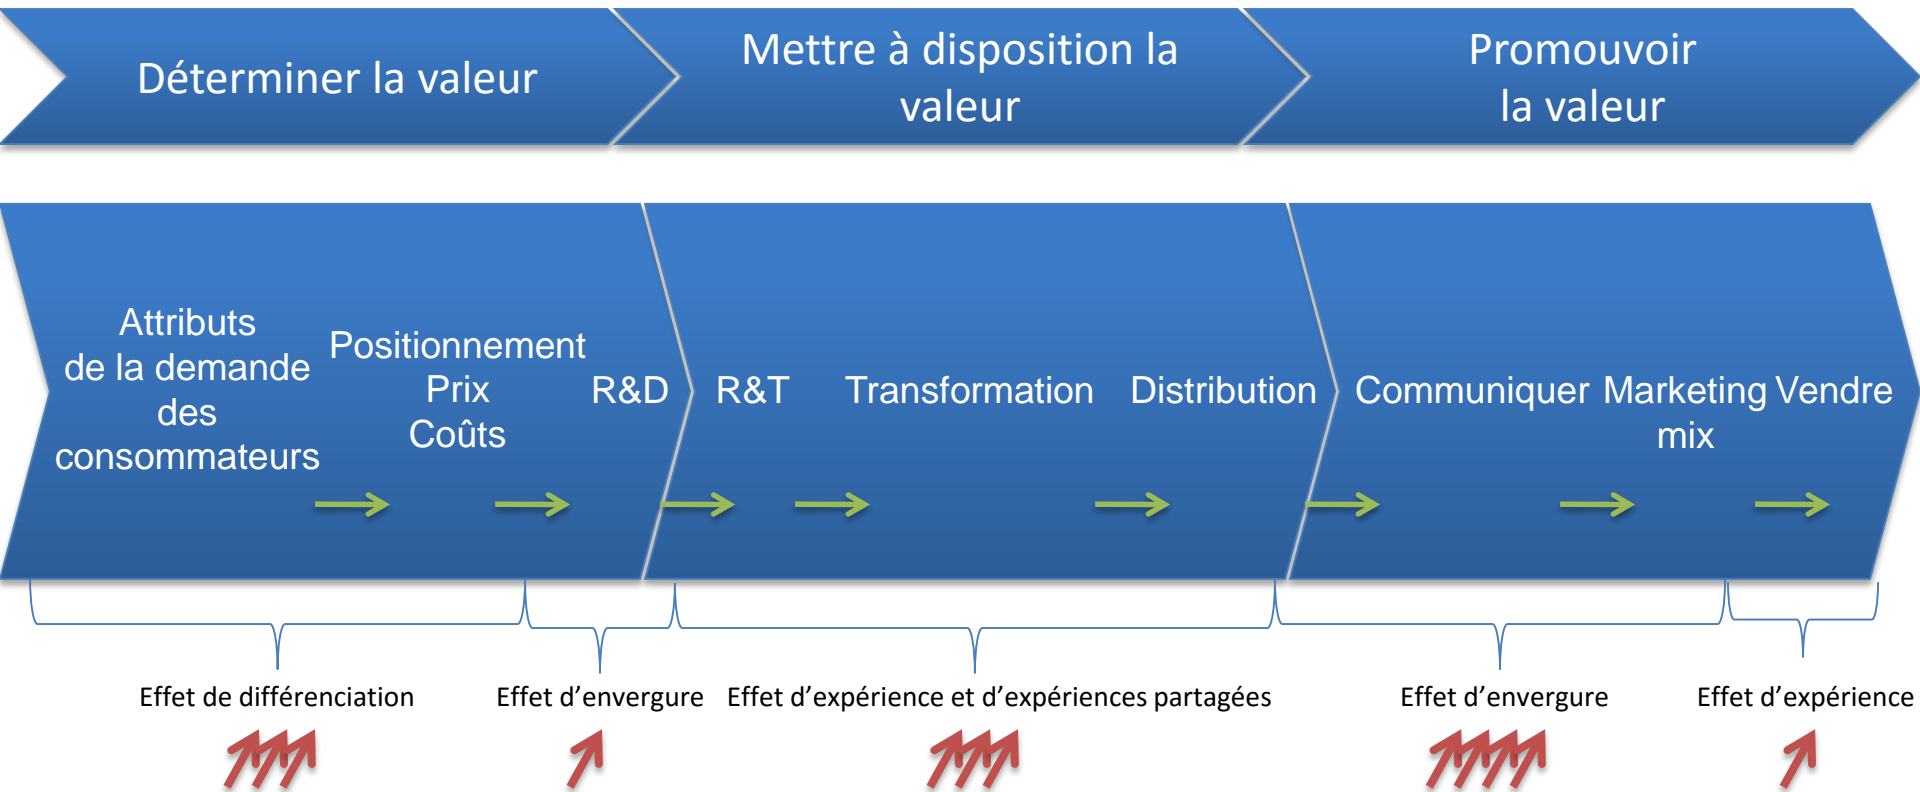 Déterminer la valeur
Mettre à disposition la
valeur
Promouvoir
la valeur
Attributs
de la demande
des
consommateurs
Positionnement
Prix
Coûts
R&D
R&T
Transformation
Distribution
Communiquer
Marketing
mix
Vendre
Effet de différenciation
Effet d’envergure
Effet d’expérience et d’expériences partagées
Effet d’envergure
Effet d’expérience